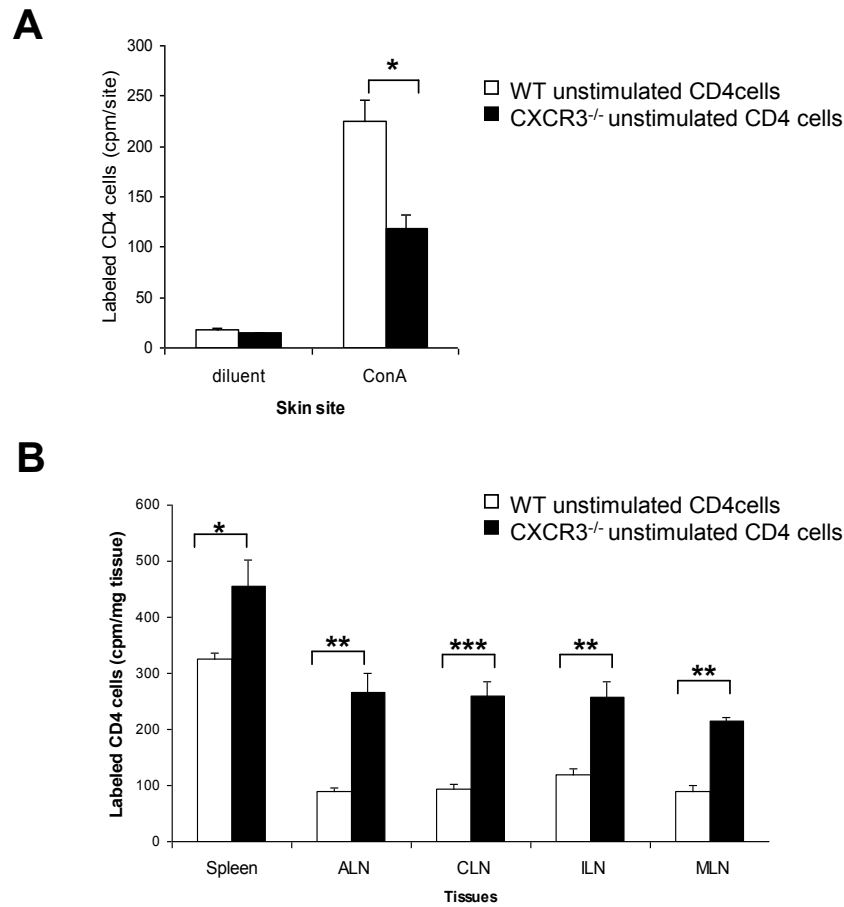 A
300
250
200
150
100
50
0
Labeled CD4 cells (cpm/site)
*
WT unstimulated CD4cells
CXCR3-/- unstimulated CD4 cells
diluent ConA
Skin site
B
600
500
400
300
200
100
0
Labeled CD4 cells (cpm/mg tissue)
WT unstimulated CD4cells
CXCR3-/- unstimulated CD4 cells
* ** *** ** **
Spleen ALN CLN ILN MLN
Tissues